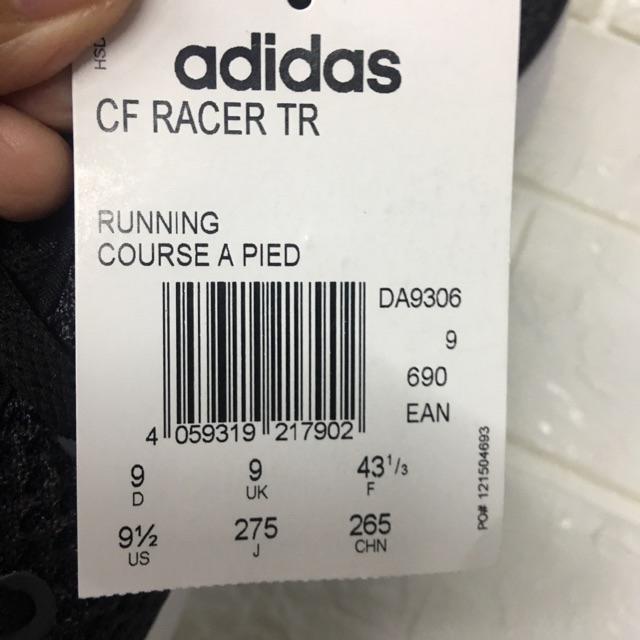 HSL
adidas
CF RACER TR
RUNNING
COURSE A PIED
DA9306
9
690
EAN
4 059319 217902
9 9 43 1/3
D UK F
9½ 275 265
US J CHN
PO# 121504693